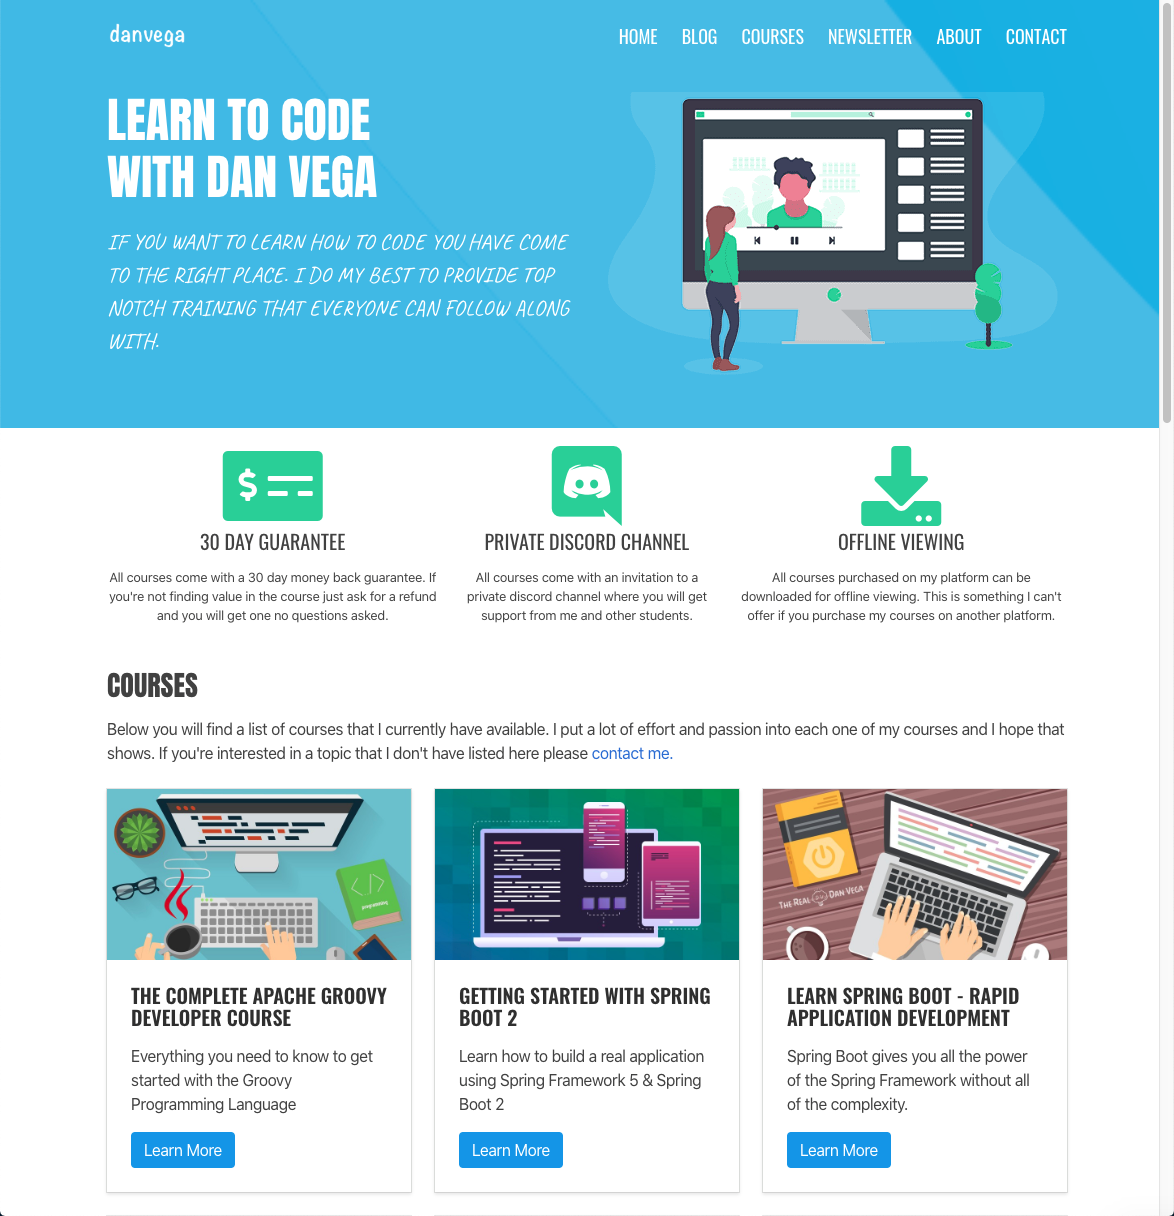 danvega
HOME BLOG COURSES NEWSLETTER ABOUT CONTACT
LEARN TO CODE
WITH DAN VEGA
IF YOU WANT TO LEARN HOW TO CODE YOU HAVE COME
TO THE RIGHT PLACE. I DO MY BEST TO PROVIDE TOP
NOTCH TRAINING THAT EVERYONE CAN FOLLOW ALONG
WITH.
30 DAY GUARANTEE
All courses come with a 30 day money back guarantee. If
you're not finding value in the course just ask for a refund
and you will get one no questions asked.
PRIVATE DISCORD CHANNEL
All courses come with an invitation to a
private discord channel where you will get
support from me and other students.
OFFLINE VIEWING
All courses purchased on my platform can be
downloaded for offline viewing. This is something I can't
offer if you purchase my courses on another platform.
COURSES
Below you will find a list of courses that I currently have available. I put a lot of effort and passion into each one of my courses and I hope that
shows. If you're interested in a topic that I don't have listed here please contact me.
THE COMPLETE APACHE GROOVY
DEVELOPER COURSE
Everything you need to know to get
started with the Groovy
Programming Language
Learn More
GETTING STARTED WITH SPRING
BOOT 2
Learn how to build a real application
using Spring Framework 5 & Spring
Boot 2
Learn More
THE REAL DAN VEGA
LEARN SPRING BOOT - RAPID
APPLICATION DEVELOPMENT
Spring Boot gives you all the power
of the Spring Framework without all
of the complexity.
Learn More